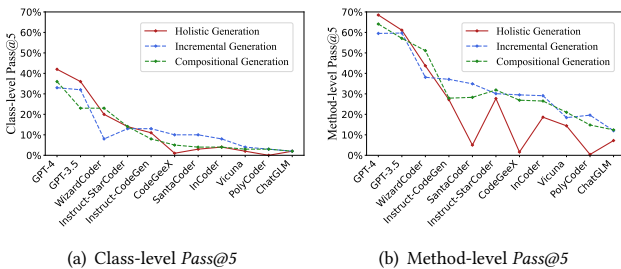 70%
60%
50%
40%
30%
20%
10%
0%
Class-level Pass@5
Holistic Generation
Incremental Generation
Compositional Generation
GPT-4
GPT-3.5
WizardCoder
Instruct-StarCoder
Instruct-CodeGen
CodeGeeX
SantaCoder
InCoder
Vicuna
PolyCoder
ChatGLM
(a) Class-level Pass@5
70%
60%
50%
40%
30%
20%
10%
0%
Method-level Pass@5
Holistic Generation
Incremental Generation
Compositional Generation
GPT-4
GPT-3.5
WizardCoder
Instruct-CodeGen
SantaCoder
Instruct-StarCoder
CodeGeeX
InCoder
Vicuna
PolyCoder
ChatGLM
(b) Method-level Pass@5